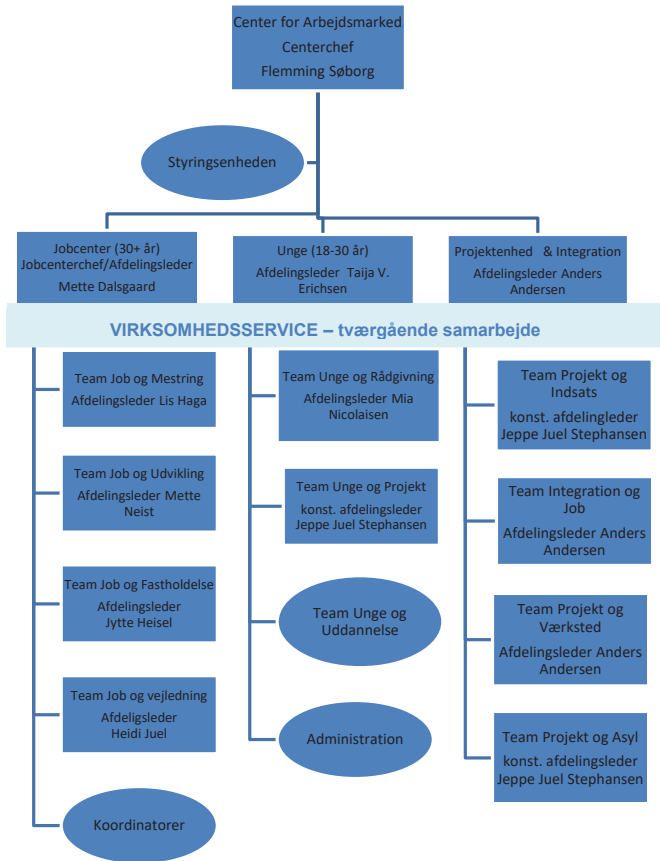 Center for Arbejdsmarked
Centerchef
Flemming Søborg
Styringsenheden
Jobcenter (30+ år)
Jobcenterchef/Afdelingsleder
Mette Dalsgaard
Unge (18-30 år)
Afdelingsleder Taija V.
Erichsen
Projektenhed & Integration
Afdelingsleder Anders
Andersen
VIRKSOMHEDSSERVICE – tværgående samarbejde
Team Job og Mestring
Afdelingsleder Lis Haga
Team Job og Udvikling
Afdelingsleder Mette
Neist
Team Job og Fastholdelse
Afdelingsleder
Jytte Heisel
Team Job og vejledning
Afdeligsleder
Heidi Juel
Koordinatorer
Team Unge og Rådgivning
Afdelingsleder Mia
Nicolaisen
Team Unge og Projekt
konst. afdelingsleder
Jeppe Juel Stephansen
Team Unge og
Uddannelse
Administration
Team Projekt og
Indsats
konst. afdelingleder
Jeppe Juel Stephansen
Team Integration og
Job
Afdelingsleder Anders
Andersen
Team Projekt og
Værksted
Afdelingsleder Anders
Andersen
Team Projekt og Asyl
konst. afdelingsleder
Jeppe Juel Stephansen